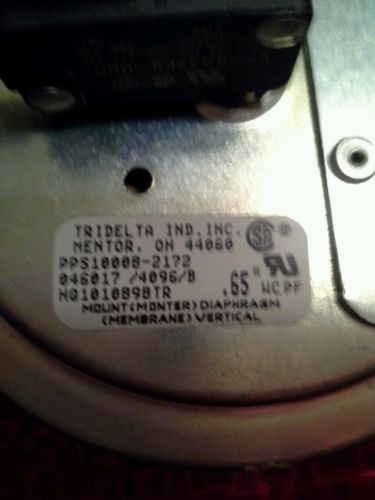 TRIDELTA IND.INC.
MENTOR, OH 44060
PPS10008-2172
046017 /4096/B
HQ1010898TR
.65" WCPF
MOUNT(MONTER)DIAPHRAGM
(MEMBRANE)VERTICAL